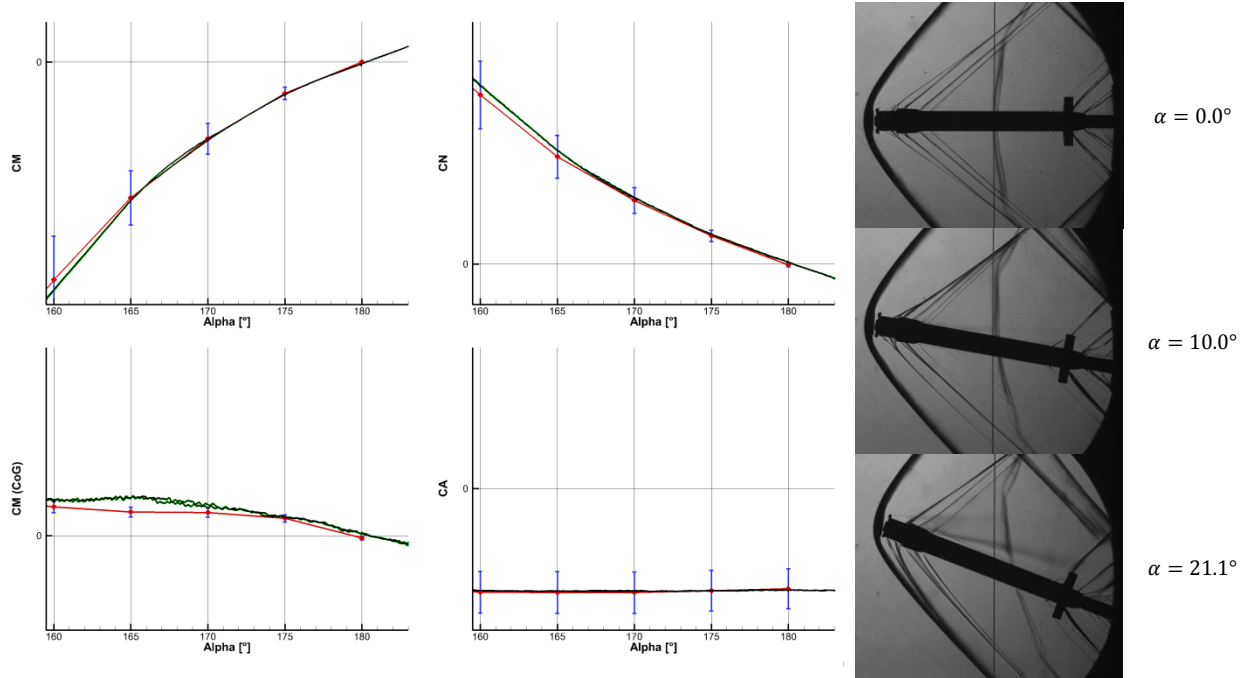 CM
0
160 165 170 175 180
Alpha [°]
CN
0
160 165 170 175 180
Alpha [°]
CM (CoG)
0
160 165 170 175 180
Alpha [°]
CA
0
160 165 170 175 180
Alpha [°]
α = 0.0°
α = 10.0°
α = 21.1°